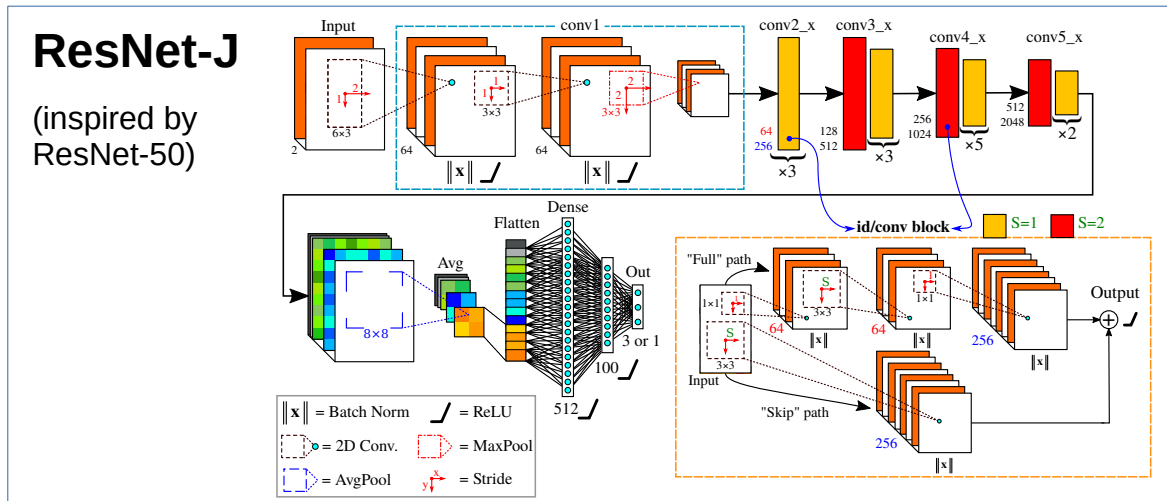 ResNet-J
(inspired by
ResNet-50)
Input
conv1
conv2_x
conv3_x
conv4_x
conv5_x
2
1
6×3
2
1
1
3×3
64
‖x‖
2
2
3×3
64
‖x‖
64
256
×3
128
512
×3
256
1024
×5
512
2048
×2
id/conv block
S=1
S=2
8×8
Avg
Flatten
Dense
512
100
Out
3 or 1
"Full" path
1×1
1
S
3×3
Input
"Skip" path
S
3×3
64
‖x‖
1
1×1
64
‖x‖
256
‖x‖
256
‖x‖
Output
+
‖x‖ = Batch Norm
= ReLU
= 2D Conv.
= MaxPool
= AvgPool
x
y
= Stride